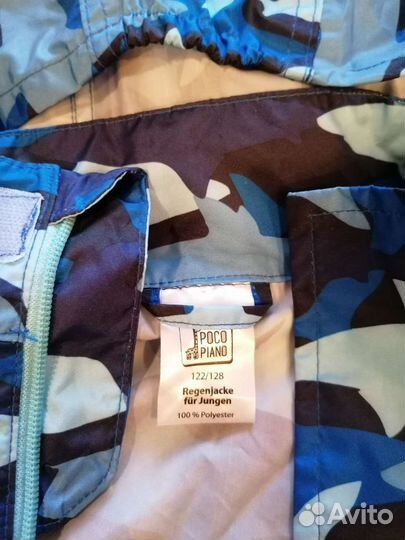 POCO
PIANO
122/128
Regenjacke
für Jungen
100 % Polyester
Avito